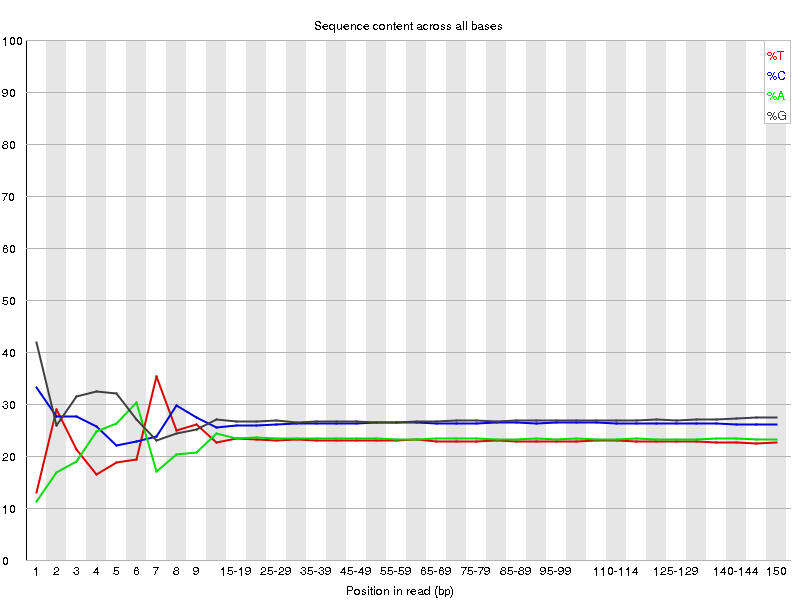 Sequence content across all bases
%T
%C
%A
%G
100
90
80
70
60
50
40
30
20
10
0
1 2 3 4 5 6 7 8 9 15-19 25-29 35-39 45-49 55-59 65-69 75-79 85-89 95-99 110-114 125-129 140-144 150
Position in read (bp)